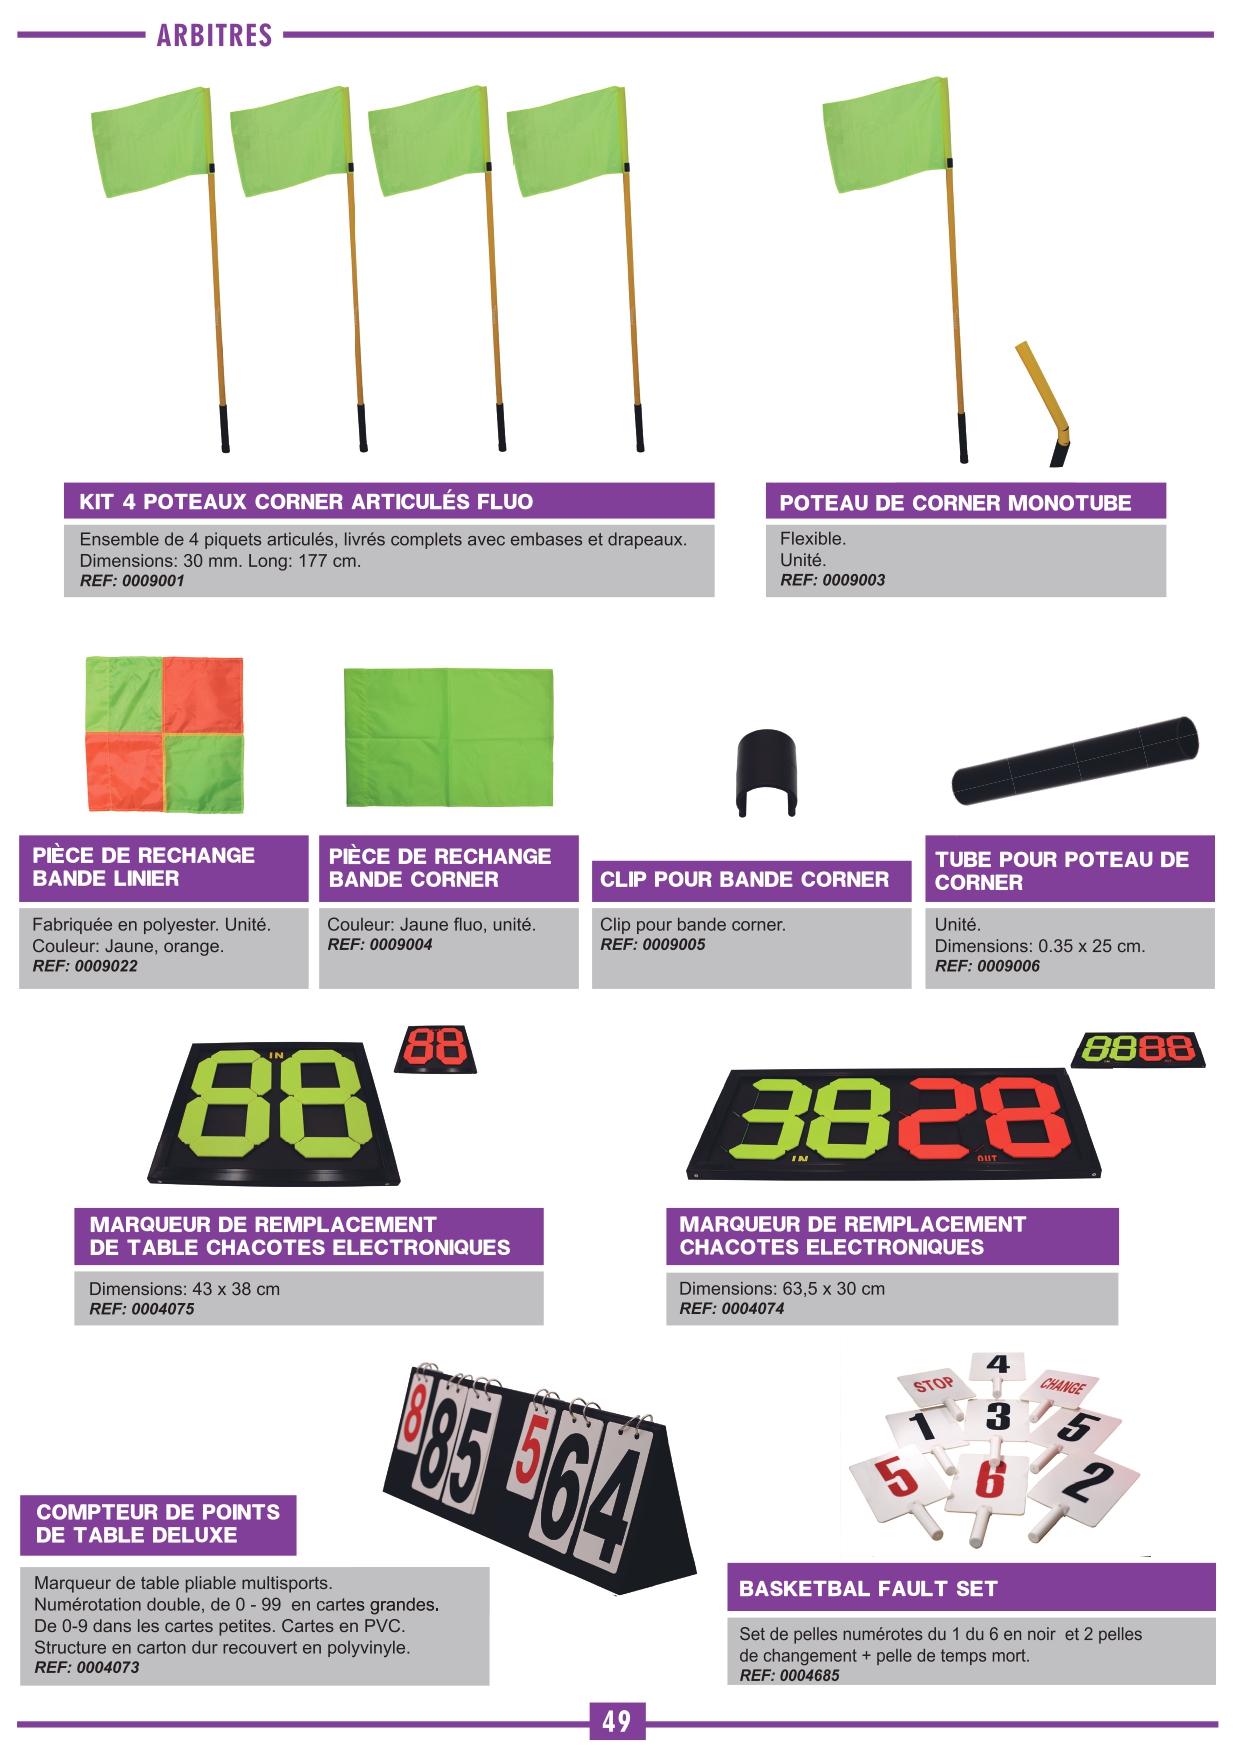 ARBITRES
KIT 4 POTEAUX CORNER ARTICULÉS FLUO
Ensemble de 4 piquets articulés, livrés complets avec embases et drapeaux.
Dimensions: 30 mm. Long: 177 cm.
REF: 0009001
POTEAU DE CORNER MONOTUBE
Flexible.
Unité.
REF: 0009003
PIÈCE DE RECHANGE
BANDE LINIER
Fabriquée en polyester. Unité.
Couleur: Jaune, orange.
REF: 0009022
PIÈCE DE RECHANGE
BANDE CORNER
Couleur: Jaune fluo, unité.
REF: 0009004
CLIP POUR BANDE CORNER
Clip pour bande corner.
REF: 0009005
TUBE POUR POTEAU DE
CORNER
Unité.
Dimensions: 0.35 x 25 cm.
REF: 0009006
IN
88
88
8888
3828
IN OUT
MARQUEUR DE REMPLACEMENT
DE TABLE CHACOTES ELECTRONIQUES
Dimensions: 43 x 38 cm
REF: 0004075
MARQUEUR DE REMPLACEMENT
CHACOTES ELECTRONIQUES
Dimensions: 63,5 x 30 cm
REF: 0004074
8 85 5 64
4
STOP
CHANGE
1
3
5
5
6
2
COMPTEUR DE POINTS
DE TABLE DELUXE
Marqueur de table pliable multisports.
Numérotation double, de 0 - 99 en cartes grandes.
De 0-9 dans les cartes petites. Cartes en PVC.
Structure en carton dur recouvert en polyvinyle.
REF: 0004073
BASKETBAL FAULT SET
Set de pelles numérotes du 1 du 6 en noir et 2 pelles
de changement + pelle de temps mort.
REF: 0004685
49